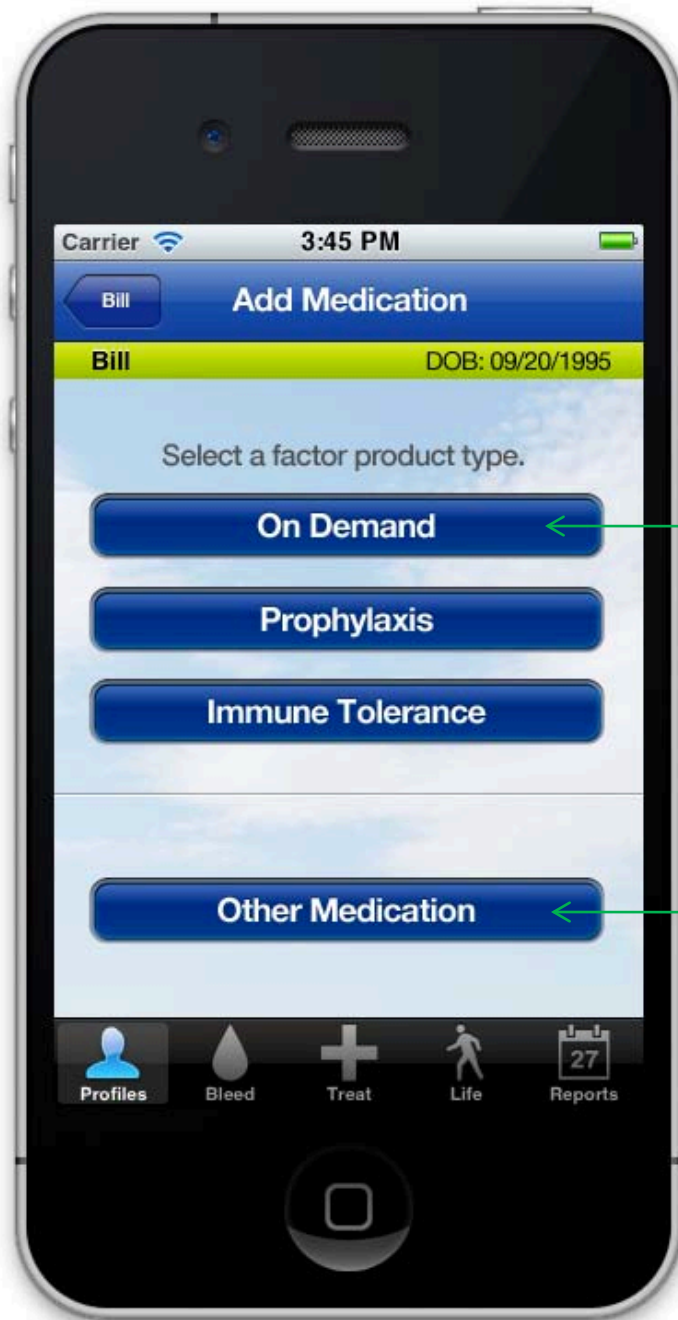 Carrier 3:45 PM
Bill Add Medication
Bill DOB: 09/20/1995
Select a factor product type.
On Demand
Prophylaxis
Immune Tolerance
Other Medication
27
Profiles Bleed Treat Life Reports